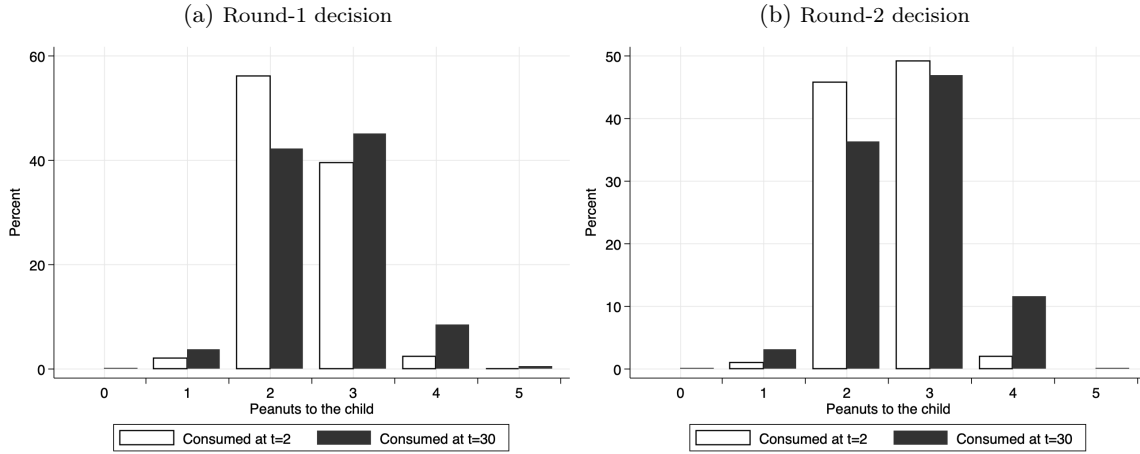 (a) Round-1 decision
60
40
20
0
Percent
0 1 2 3 4 5
Peanuts to the child
Consumed at t=2 Consumed at t=30
(b) Round-2 decision
50
40
30
20
10
0
Percent
0 1 2 3 4 5
Peanuts to the child
Consumed at t=2 Consumed at t=30